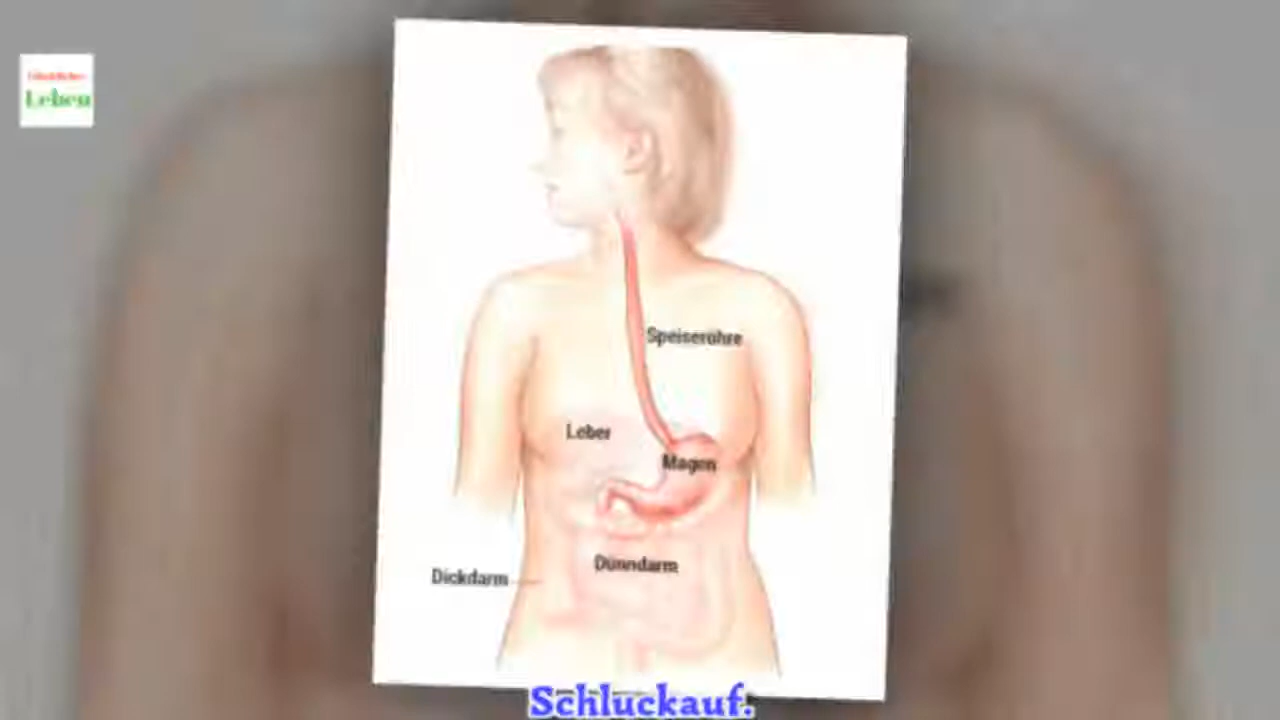 Leben
Speiseröhre
Leber
Magen
Dünndarm
Dickdarm
Schluckauf.